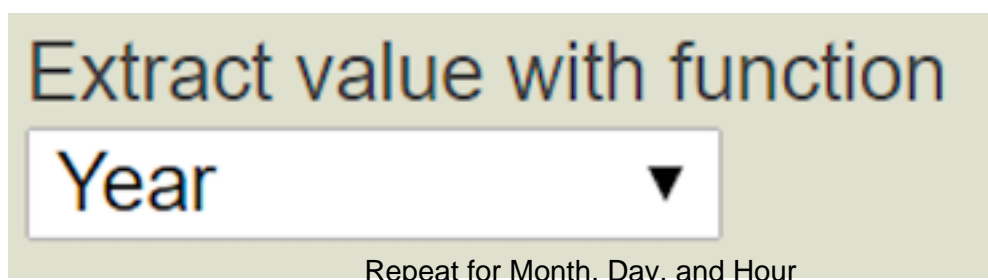 Extract value with function
Year
Repeat for Month, Day, and Hour